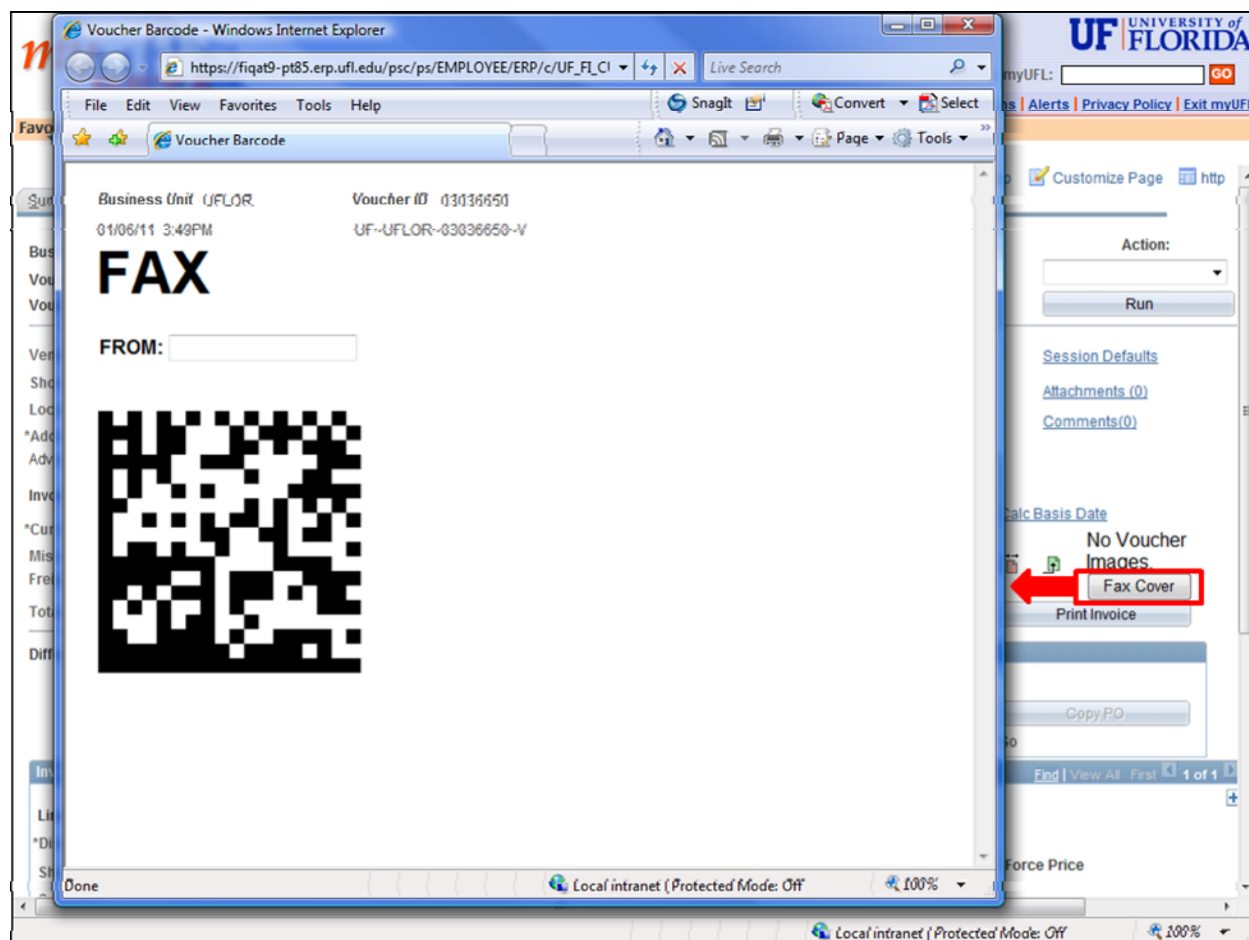 Voucher Barcode - Windows Internet Explorer
https://fiqat9-pt85.erp.ufl.edu/psc/ps/EMPLOYEE/ERP/c/UF_FI_C
Live Search
File Edit View Favorites Tools Help
SnagIt
Convert
Select
Voucher Barcode
Page
Tools
Business Unit UFLOR
Voucher ID 03036650
01/06/11 3:49PM
UF--UFLOR--03036650--V
FAX
FROM:
Done
Local intranet | Protected Mode: Off
100%
UF UNIVERSITY of FLORIDA
myUFL:
GO
Alerts | Privacy Policy | Exit myUFL
Customize Page
http
Action:
Run
Session Defaults
Attachments (0)
Comments(0)
Calc Basis Date
No Voucher
Images.
Fax Cover
Print Invoice
Copy PO
Find | View All First 1 of 1
Force Price
Local intranet | Protected Mode: Off
100%